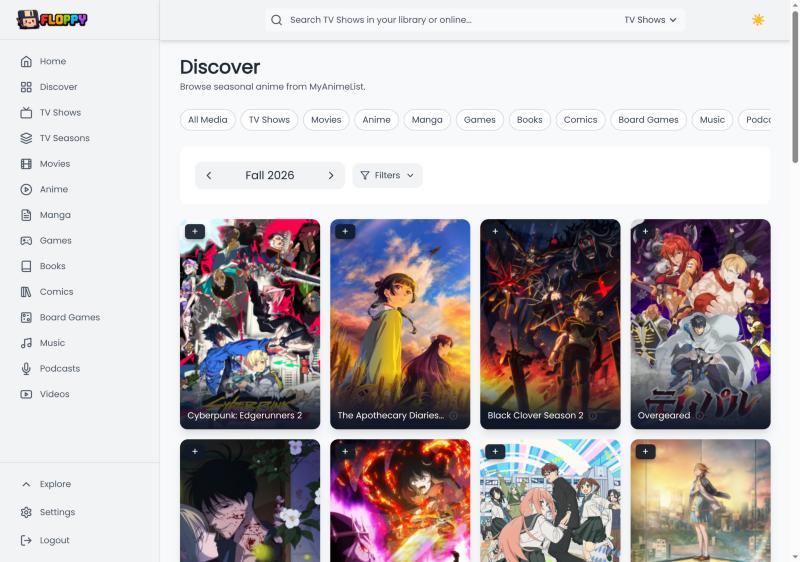 FLOPPY
Search TV Shows in your library or online...
TV Shows
Home
Discover
TV Shows
TV Seasons
Movies
Anime
Manga
Games
Books
Comics
Board Games
Music
Podcasts
Videos
Explore
Settings
Logout
Discover
Browse seasonal anime from MyAnimeList.
All Media
TV Shows
Movies
Anime
Manga
Games
Books
Comics
Board Games
Music
Podc
Fall 2026
Filters
Cyberpunk: Edgerunners 2
The Apothecary Diaries...
Black Clover Season 2
Overgeared